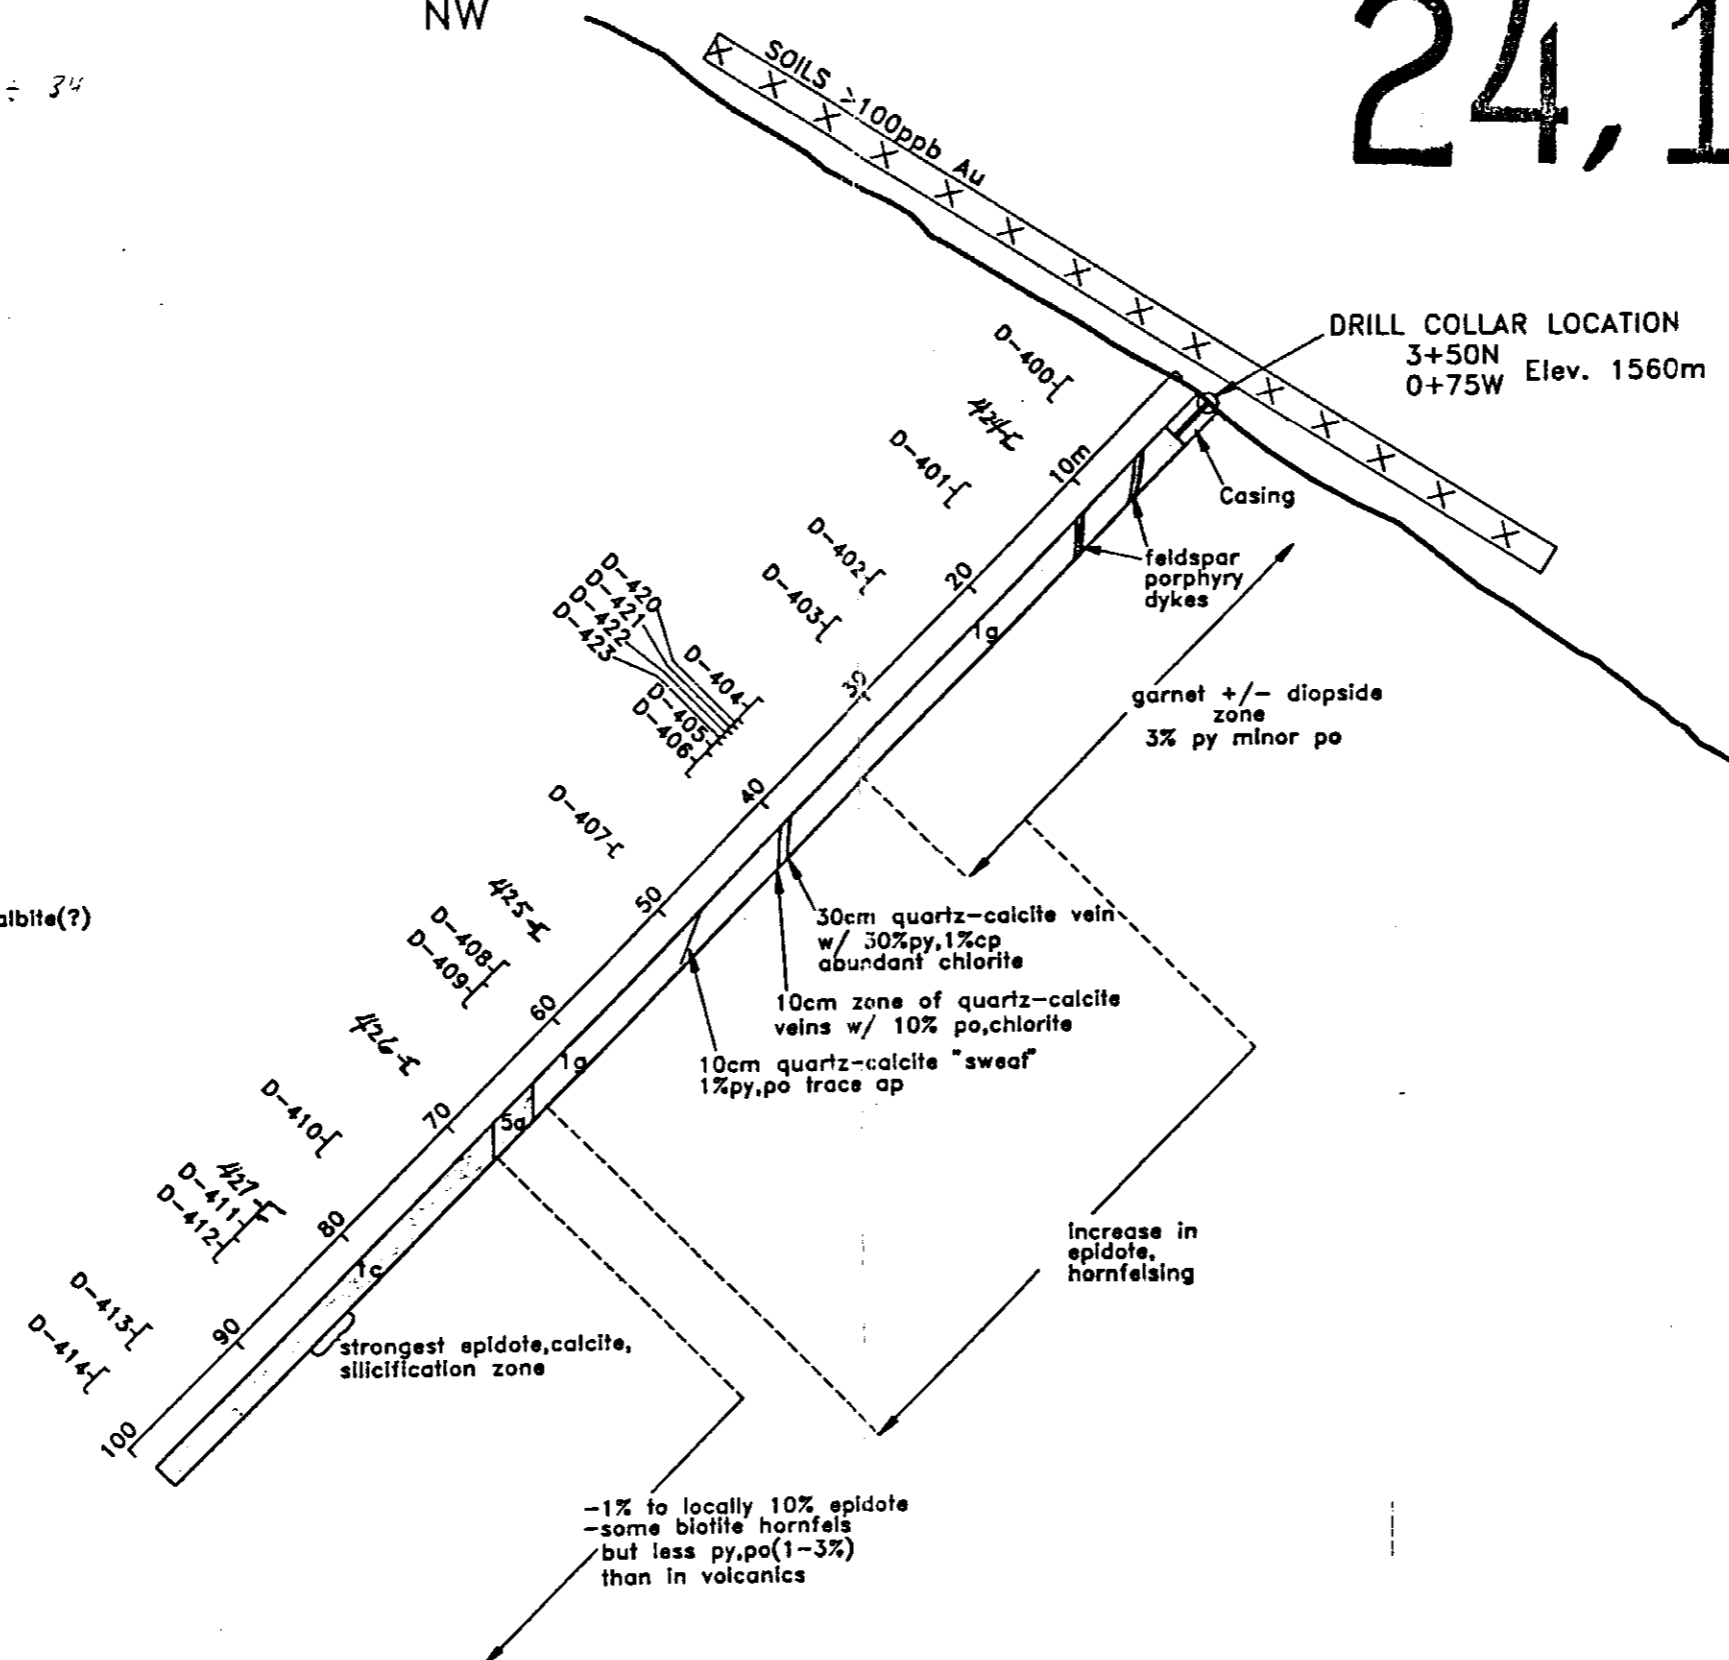 NW
24,1
÷ 34
SOILS ≥100ppb Au
DRILL COLLAR LOCATION
3+50N
0+75W
Elev. 1560m
D-400
424
D-401
10m
Casing
D-402
D-403
20
feldspar
porphyry
dykes
1g
D-420
D-421
D-422
D-423
D-404
D-405
D-406
30
garnet +/- diopside
zone
3% py minor po
40
D-407
425
50
albite(?)
D-408
D-409
30cm quartz-calcite vein
w/ 30%py,1%cp
abundant chlorite
10cm zone of quartz-calcite
veins w/ 10% po,chlorite
10cm quartz-calcite "sweat"
1%py,po trace ap
60
426
1g
5a
70
D-410
427
D-411
D-412
80
1c
increase in
epidote,
hornfelsing
D-413
D-414
90
strongest epidote,calcite,
silicification zone
100
-1% to locally 10% epidote
-some biotite hornfels
but less py,po(1-3%)
than in volcanics